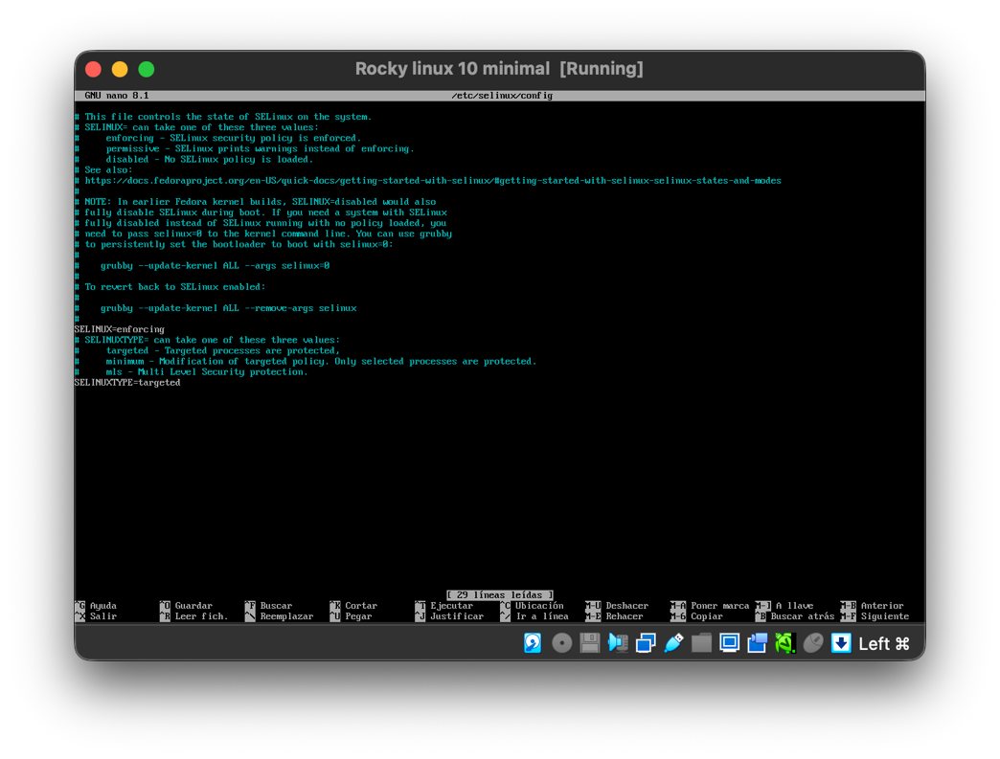 Rocky linux 10 minimal [Running]
GNU nano 8.1 /etc/selinux/config
# This file controls the state of SELinux on the system.
# SELINUX= can take one of these three values:
#     enforcing - SELinux security policy is enforced.
#     permissive - SELinux prints warnings instead of enforcing.
#     disabled - No SELinux policy is loaded.
# See also:
# https://docs.fedoraproject.org/en-US/quick-docs/getting-started-with-selinux/#getting-started-with-selinux-selinux-states-and-modes
#
# NOTE: In earlier Fedora kernel builds, SELINUX=disabled would also
# fully disable SELinux during boot. If you need a system with SELinux
# fully disabled instead of SELinux running with no policy loaded, you
# need to pass selinux=0 to the kernel command line. You can use grubby
# to persistently set the bootloader to boot with selinux=0:
#
#    grubby --update-kernel ALL --args selinux=0
#
# To revert back to SELinux enabled:
#
#    grubby --update-kernel ALL --remove-args selinux
#
SELINUX=enforcing
# SELINUXTYPE= can take one of these three values:
#     targeted - Targeted processes are protected,
#     minimum - Modification of targeted policy. Only selected processes are protected.
#     mls - Multi Level Security protection.
SELINUXTYPE=targeted
[ 29 líneas leídas ]
^G Ayuda ^O Guardar ^F Buscar ^K Cortar ^T Ejecutar ^C Ubicación M-U Deshacer M-A Poner marca M-] A llave M-B Anterior
^X Salir ^R Leer fich. ^\ Reemplazar ^U Pegar ^J Justificar ^/ Ir a línea M-E Rehacer M-6 Copiar ^B Buscar atrás M-F Siguiente
Left ⌘